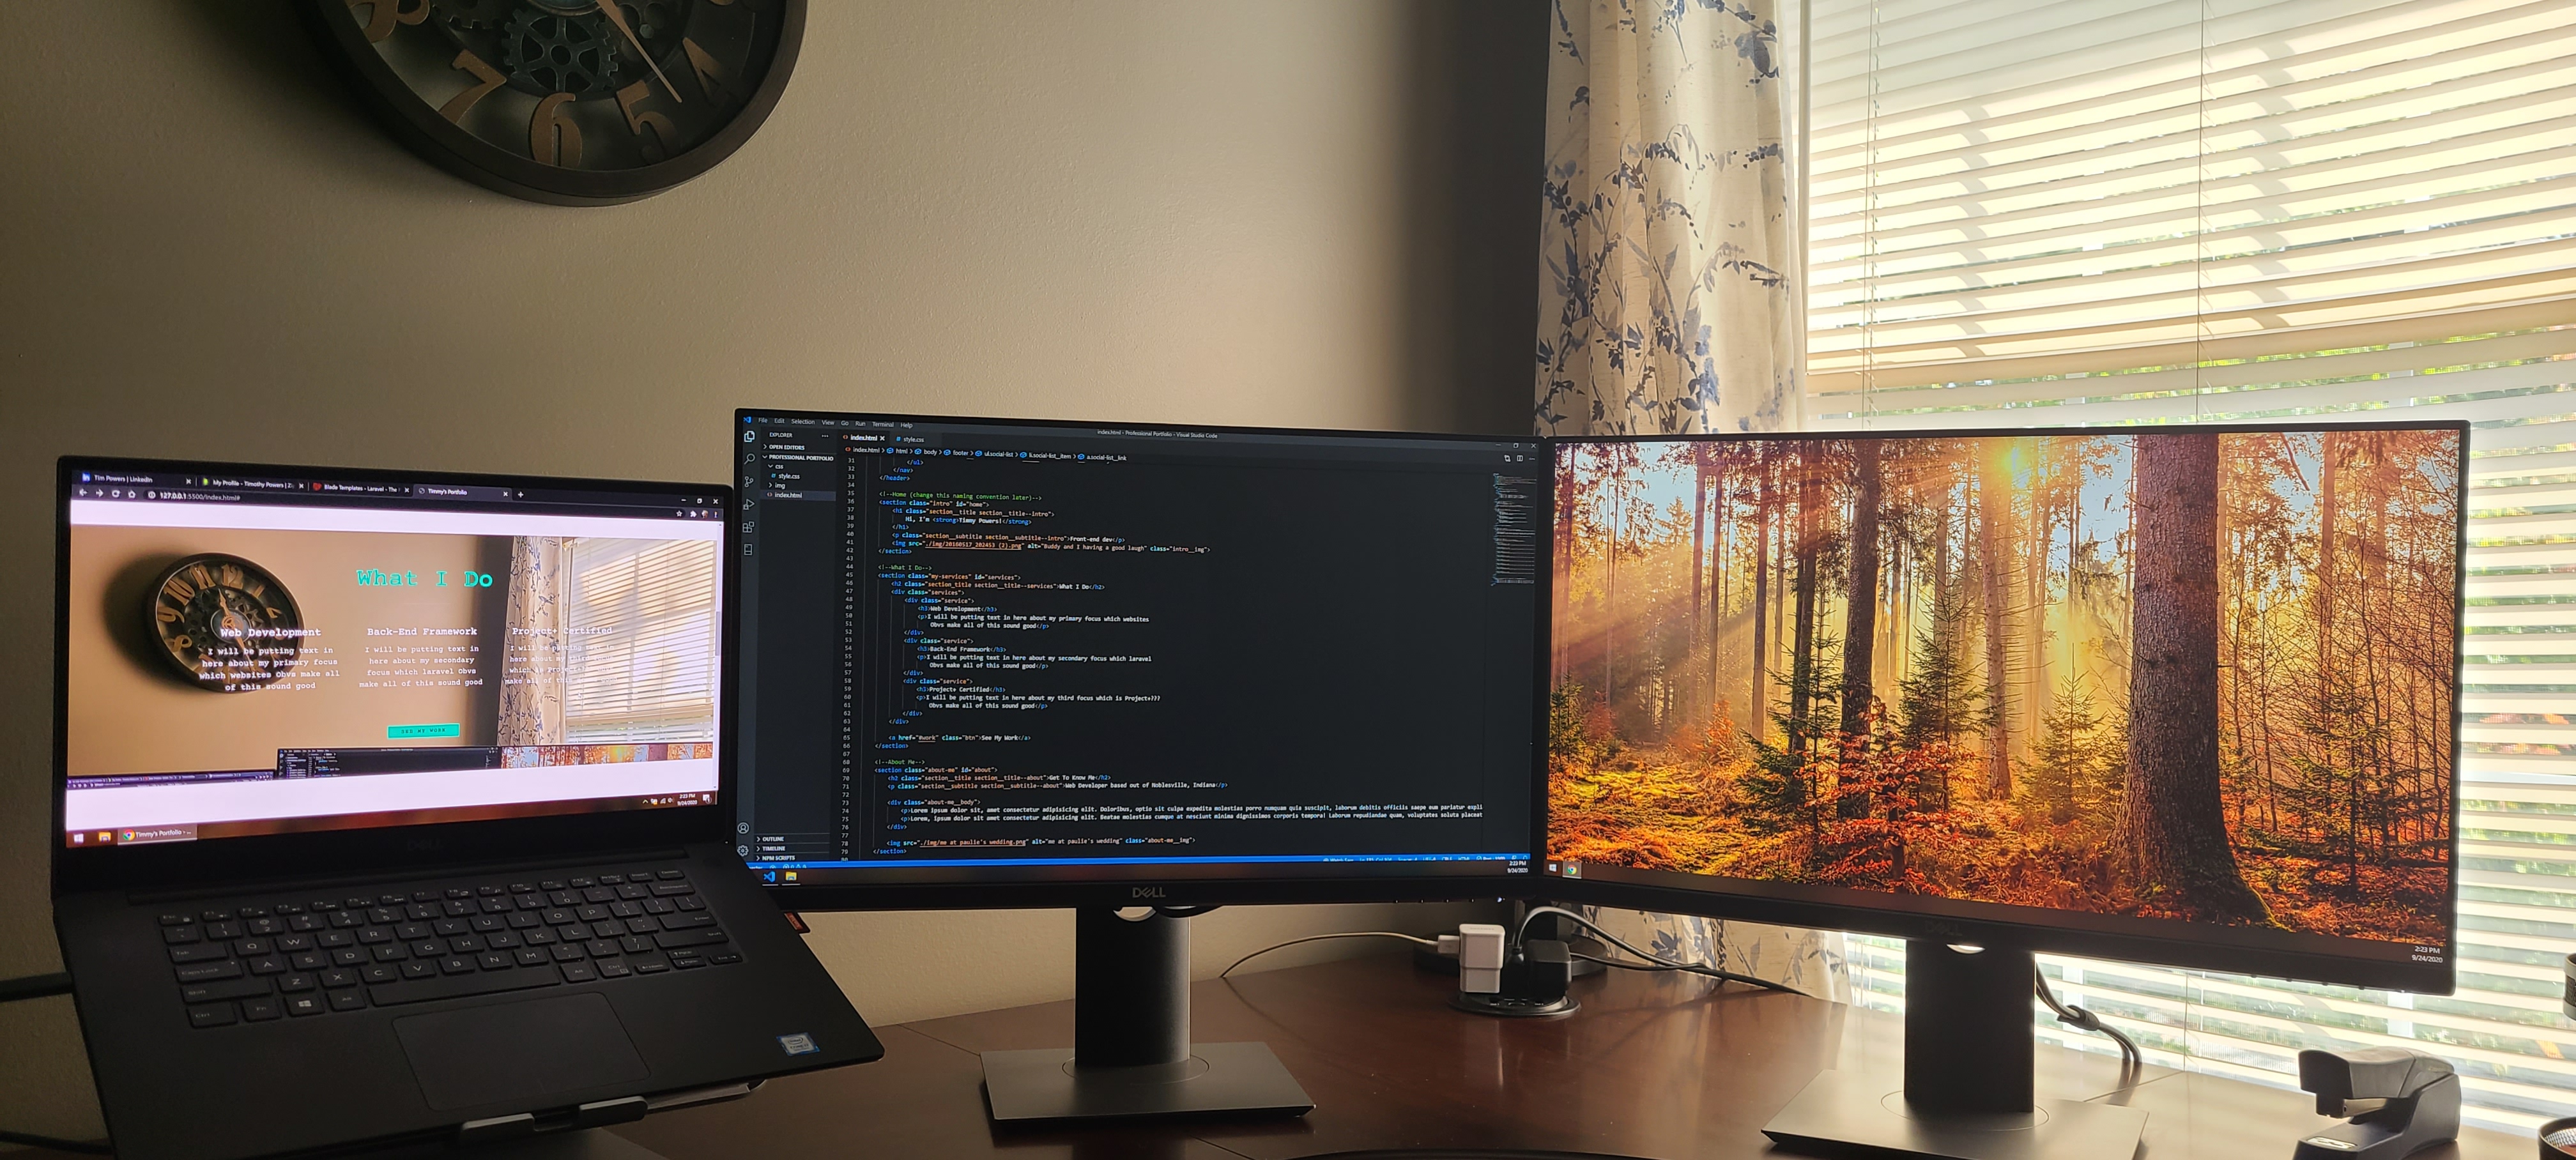 7 6 5 4
Tim Powers | LinkedIn
My Profile - Timothy Powers | Z
Blade Templates - Laravel - The
Timmy's Portfolio
127.0.0.1:5500/index.html#
What I Do
Web Development
I will be putting text in
here about my primary focus
which websites Obvs make all
of this sound good
Back-End Framework
I will be putting text in
here about my secondary
focus which laravel Obvs
make all of this sound good
Project+ Certified
I will be putting text in
here about my third focus
which is Project+
make all of this
SEE MY WORK
2:23 PM
9/24/2020
Timmy's Portfolio - ...
File Edit Selection View Go Run Terminal Help
index.html - Professional Portfolio - Visual Studio Code
EXPLORER
OPEN EDITORS
PROFESSIONAL PORTFOLIO
css
style.css
img
index.html
OUTLINE
TIMELINE
NPM SCRIPTS
index.html style.css
index.html > html > body > footer > ul.social-list > li.social-list__item > a.social-list__link
31 </ul>
32 </nav>
33 </header>
34
35 <!--Home (change this naming convention later)-->
36 <section class="intro" id="home">
37 <h1 class="section__title section__title--intro">
38 Hi, I'm <strong>Timmy Powers!</strong>
39 </h1>
40 <p class="section__subtitle section__subtitle--intro">Front-end dev</p>
41 <img src="./img/20180517_202453 (2).png" alt="Buddy and I having a good laugh" class="intro__img">
42 </section>
43
44 <!--What I Do-->
45 <section class="my-services" id="services">
46 <h2 class="section__title section__title--services">What I Do</h2>
47 <div class="services">
48 <div class="service">
49 <h3>Web Development</h3>
50 <p>I will be putting text in here about my primary focus which websites
51 Obvs make all of this sound good</p>
52 </div>
53 <div class="service">
54 <h3>Back-End Framework</h3>
55 <p>I will be putting text in here about my secondary focus which laravel
56 Obvs make all of this sound good</p>
57 </div>
58 <div class="service">
59 <h3>Project+ Certified</h3>
60 <p>I will be putting text in here about my third focus which is Project+???
61 Obvs make all of this sound good</p>
62 </div>
63 </div>
64
65 <a href="#work" class="btn">See My Work</a>
66 </section>
67
68 <!--About Me-->
69 <section class="about-me" id="about">
70 <h2 class="section__title section__title--about">Get To Know Me</h2>
71 <p class="section__subtitle section__subtitle--about">Web Developer based out of Noblesville, Indiana</p>
72
73 <div class="about-me__body">
74 <p>Lorem ipsum dolor sit, amet consectetur adipisicing elit. Doloribus, optio sit culpa expedita molestias porro numquam quia suscipit, laborum debitis officiis saepe eum pariatur expli
75 <p>Lorem, ipsum dolor sit amet consectetur adipisicing elit. Beatae molestias cumque at nesciunt minima dignissimos corporis tempora! Laborum repudiandae quam, voluptates soluta placeat
76 </div>
77
78 <img src="./img/me at paulie's wedding.png" alt="me at paulie's wedding" class="about-me__img">
79 </section>
80
2:23 PM
9/24/2020
DELL
2:23 PM
9/24/2020
DELL
Q W E R T Y U I O P
A S D F G H J K L
Z X C V B N M